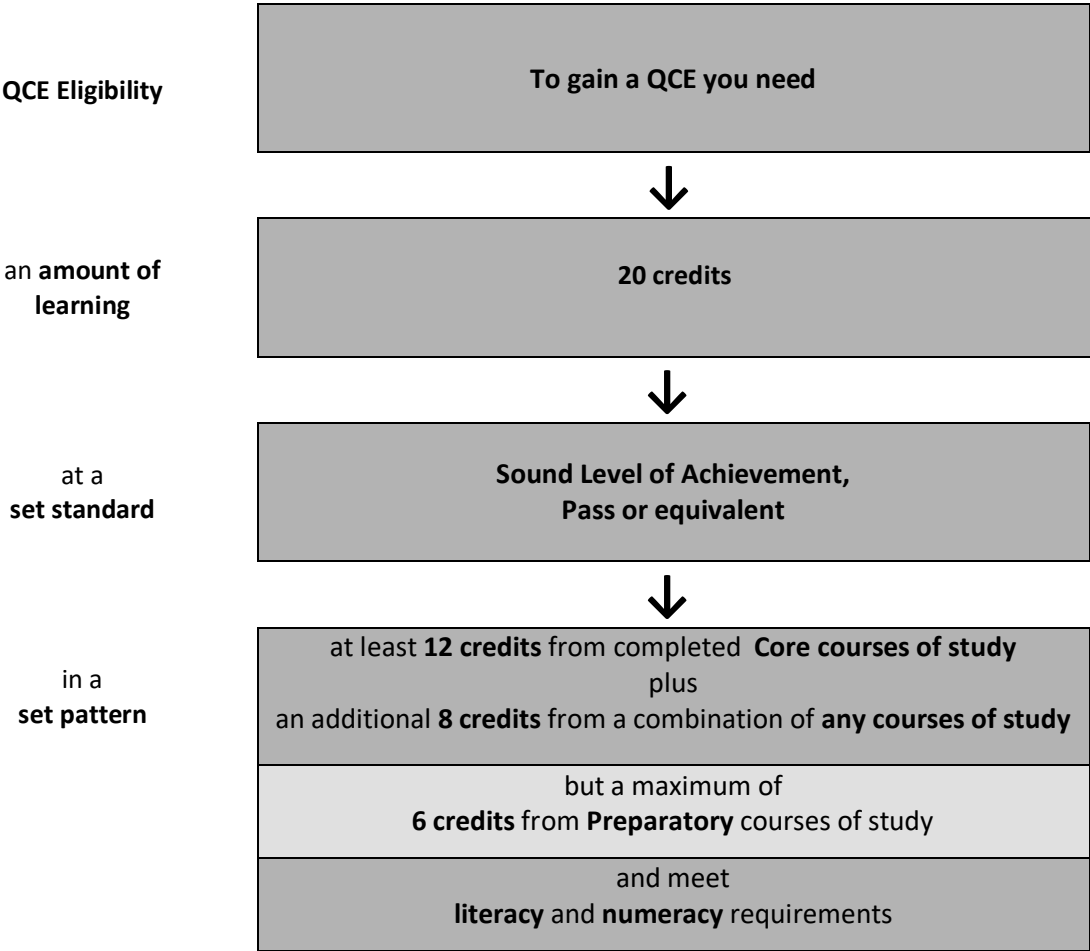 QCE Eligibility
To gain a QCE you need
an amount of
learning
20 credits
at a
set standard
Sound Level of Achievement,
Pass or equivalent
in a
set pattern
at least 12 credits from completed Core courses of study
plus
an additional 8 credits from a combination of any courses of study
but a maximum of
6 credits from Preparatory courses of study
and meet
literacy and numeracy requirements